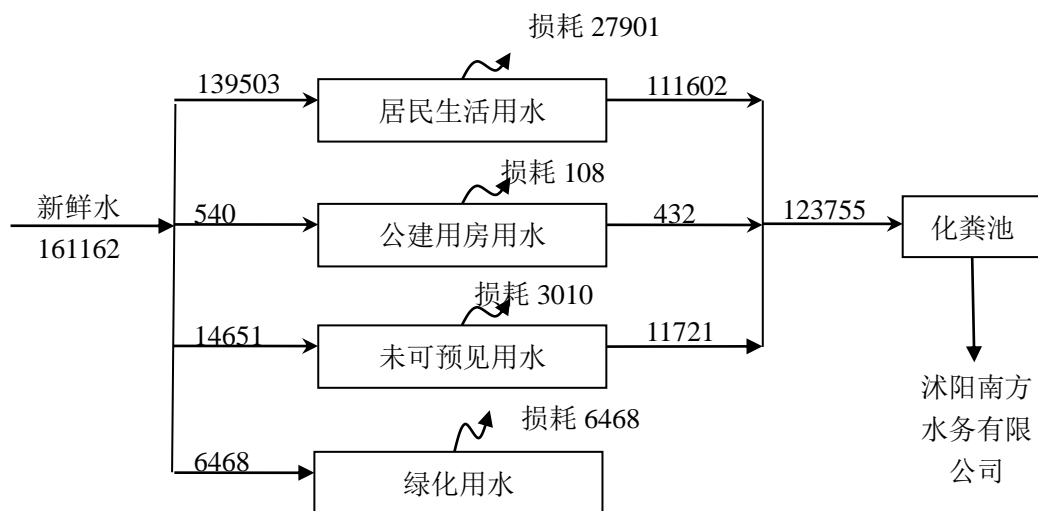 损耗 27901
139503
居民生活用水
111602
损耗 108
新鲜水
161162
540
公建用房用水
432
123755
化粪池
损耗 3010
14651
未可预见用水
11721
沭阳南方
水务有限
公司
损耗 6468
6468
绿化用水